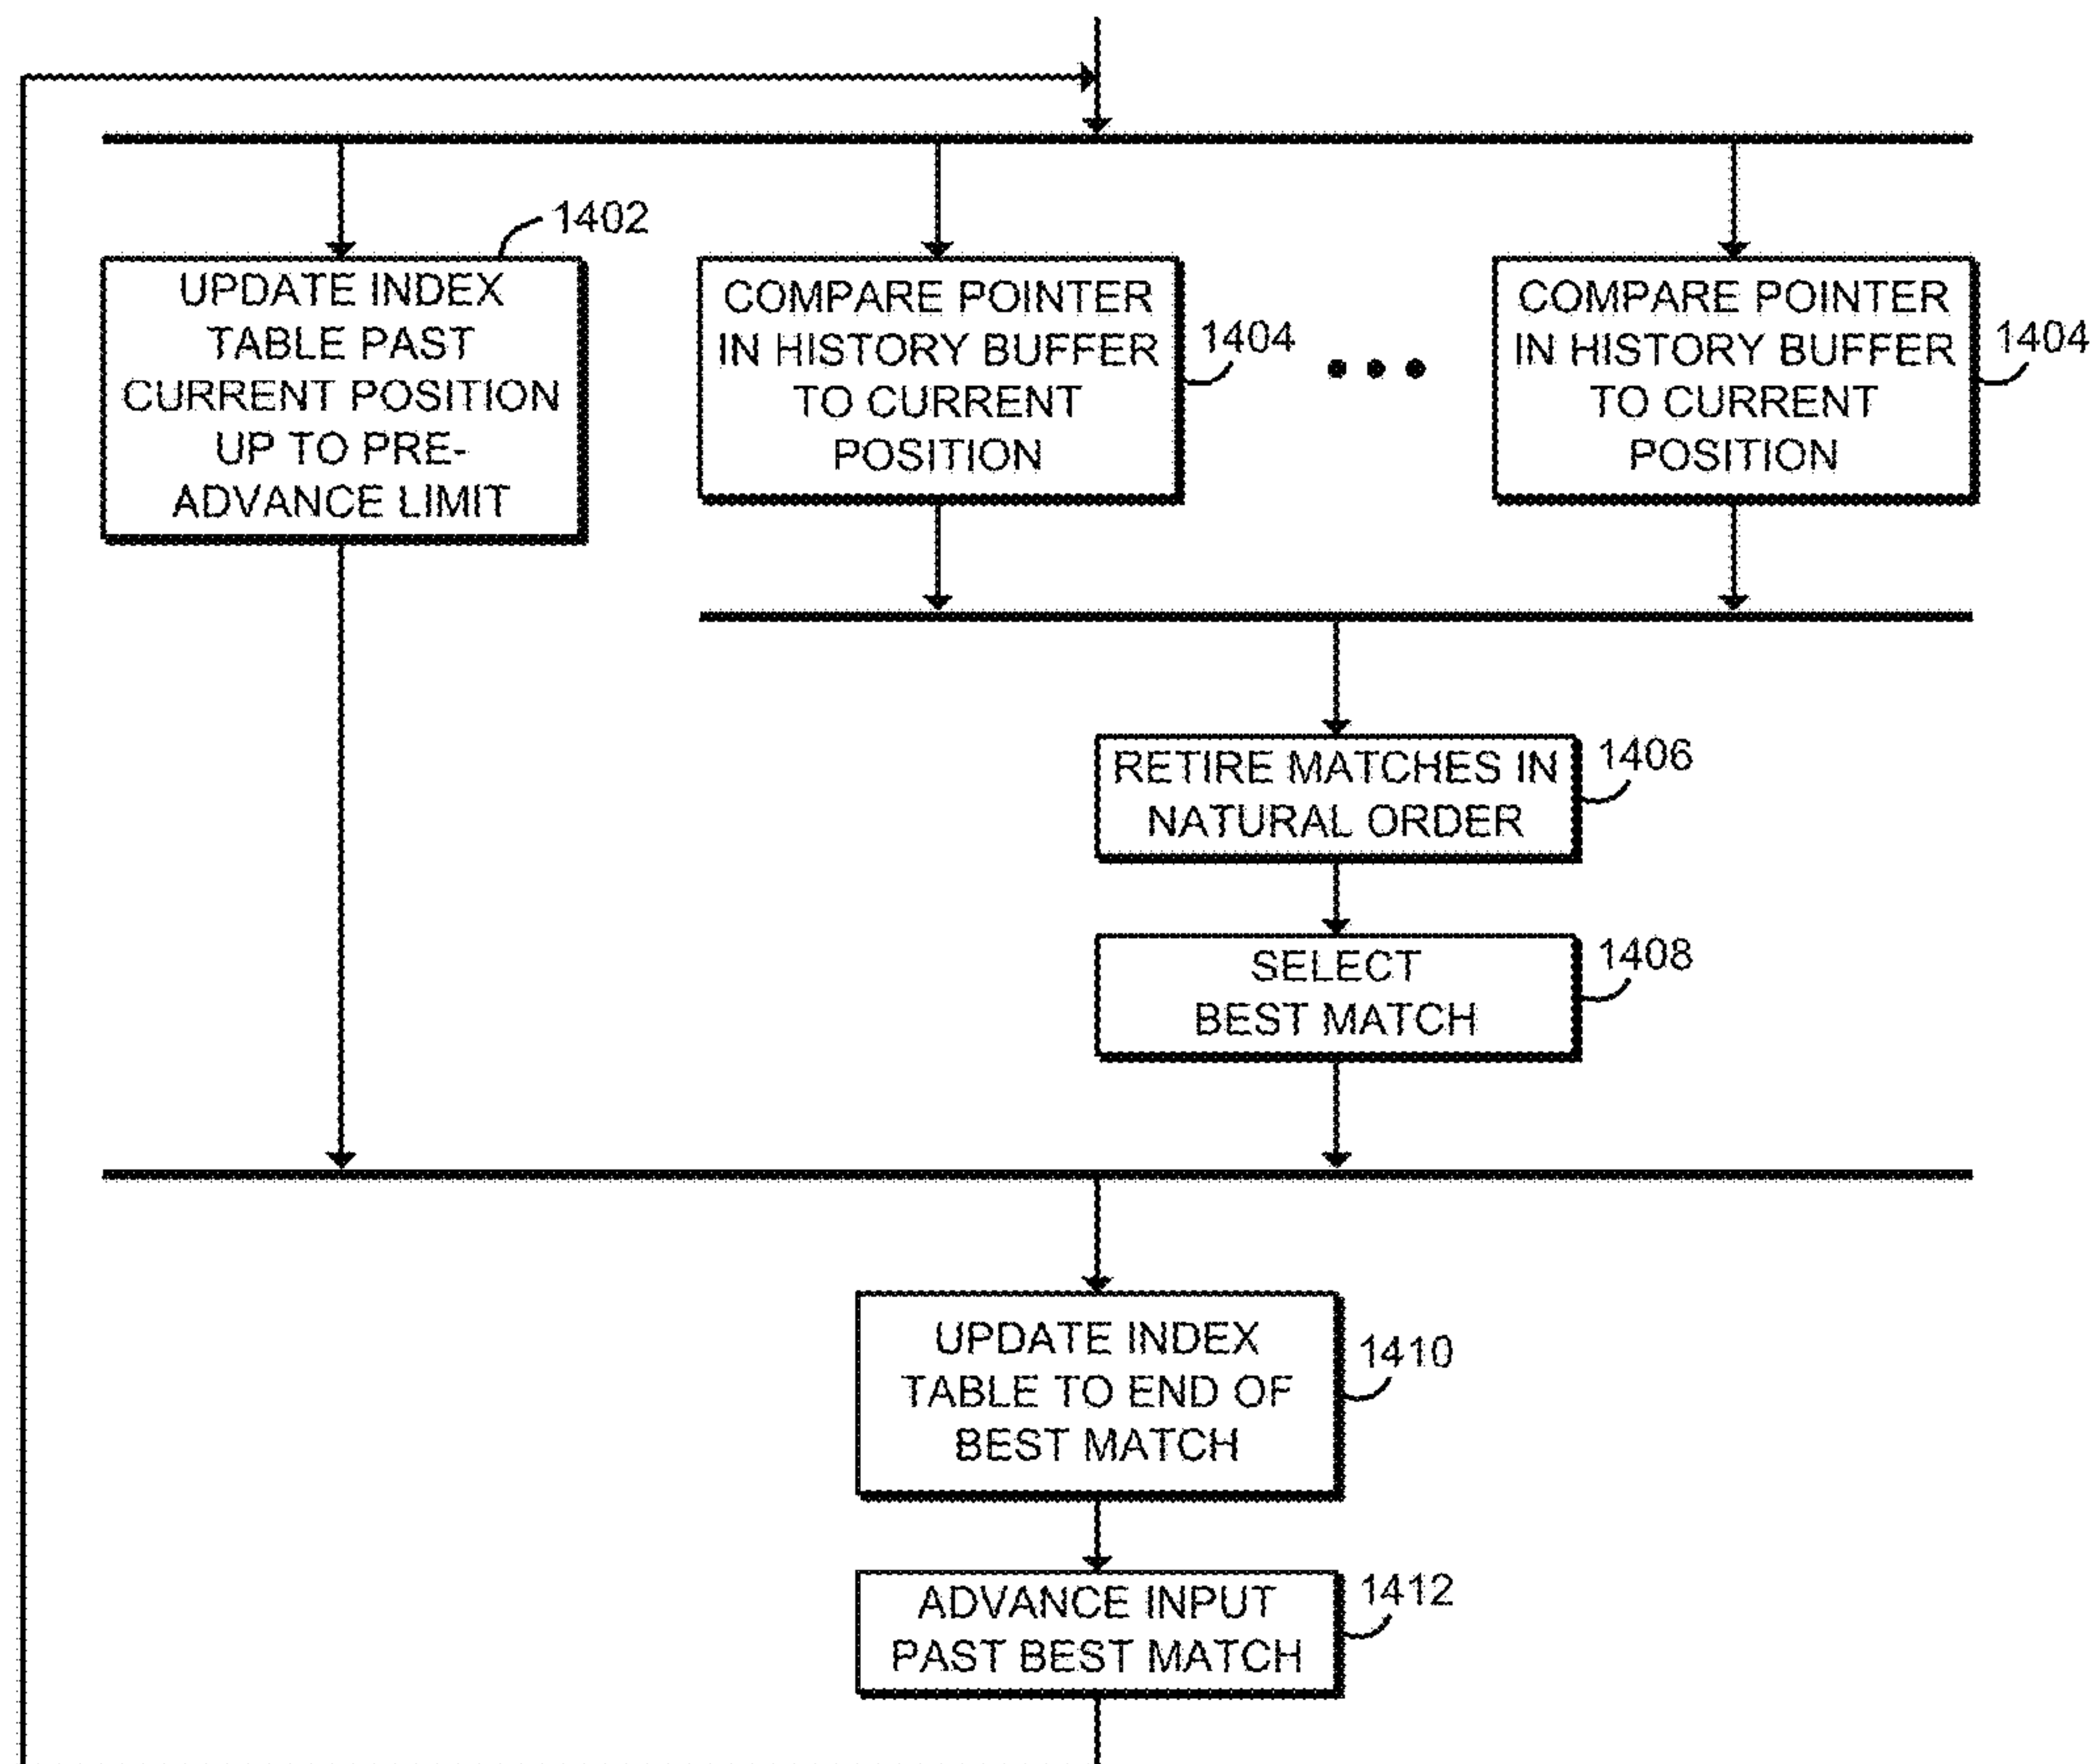 1402
UPDATE INDEX
TABLE PAST
CURRENT POSITION
UP TO PRE-
ADVANCE LIMIT
COMPARE POINTER
IN HISTORY BUFFER
TO CURRENT
POSITION
1404
COMPARE POINTER
IN HISTORY BUFFER
TO CURRENT
POSITION
1404
RETIRE MATCHES IN
NATURAL ORDER
1406
SELECT
BEST MATCH
1408
UPDATE INDEX
TABLE TO END OF
BEST MATCH
1410
ADVANCE INPUT
PAST BEST MATCH
1412